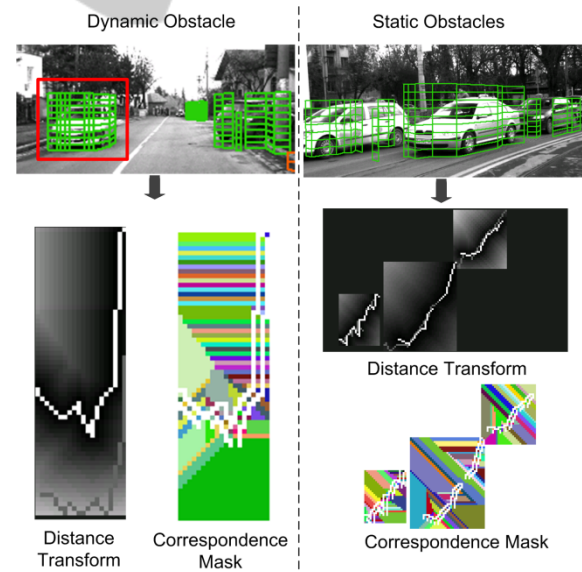 Dynamic Obstacle
Static Obstacles
Distance Transform
Distance
Transform
Correspondence
Mask
Correspondence Mask